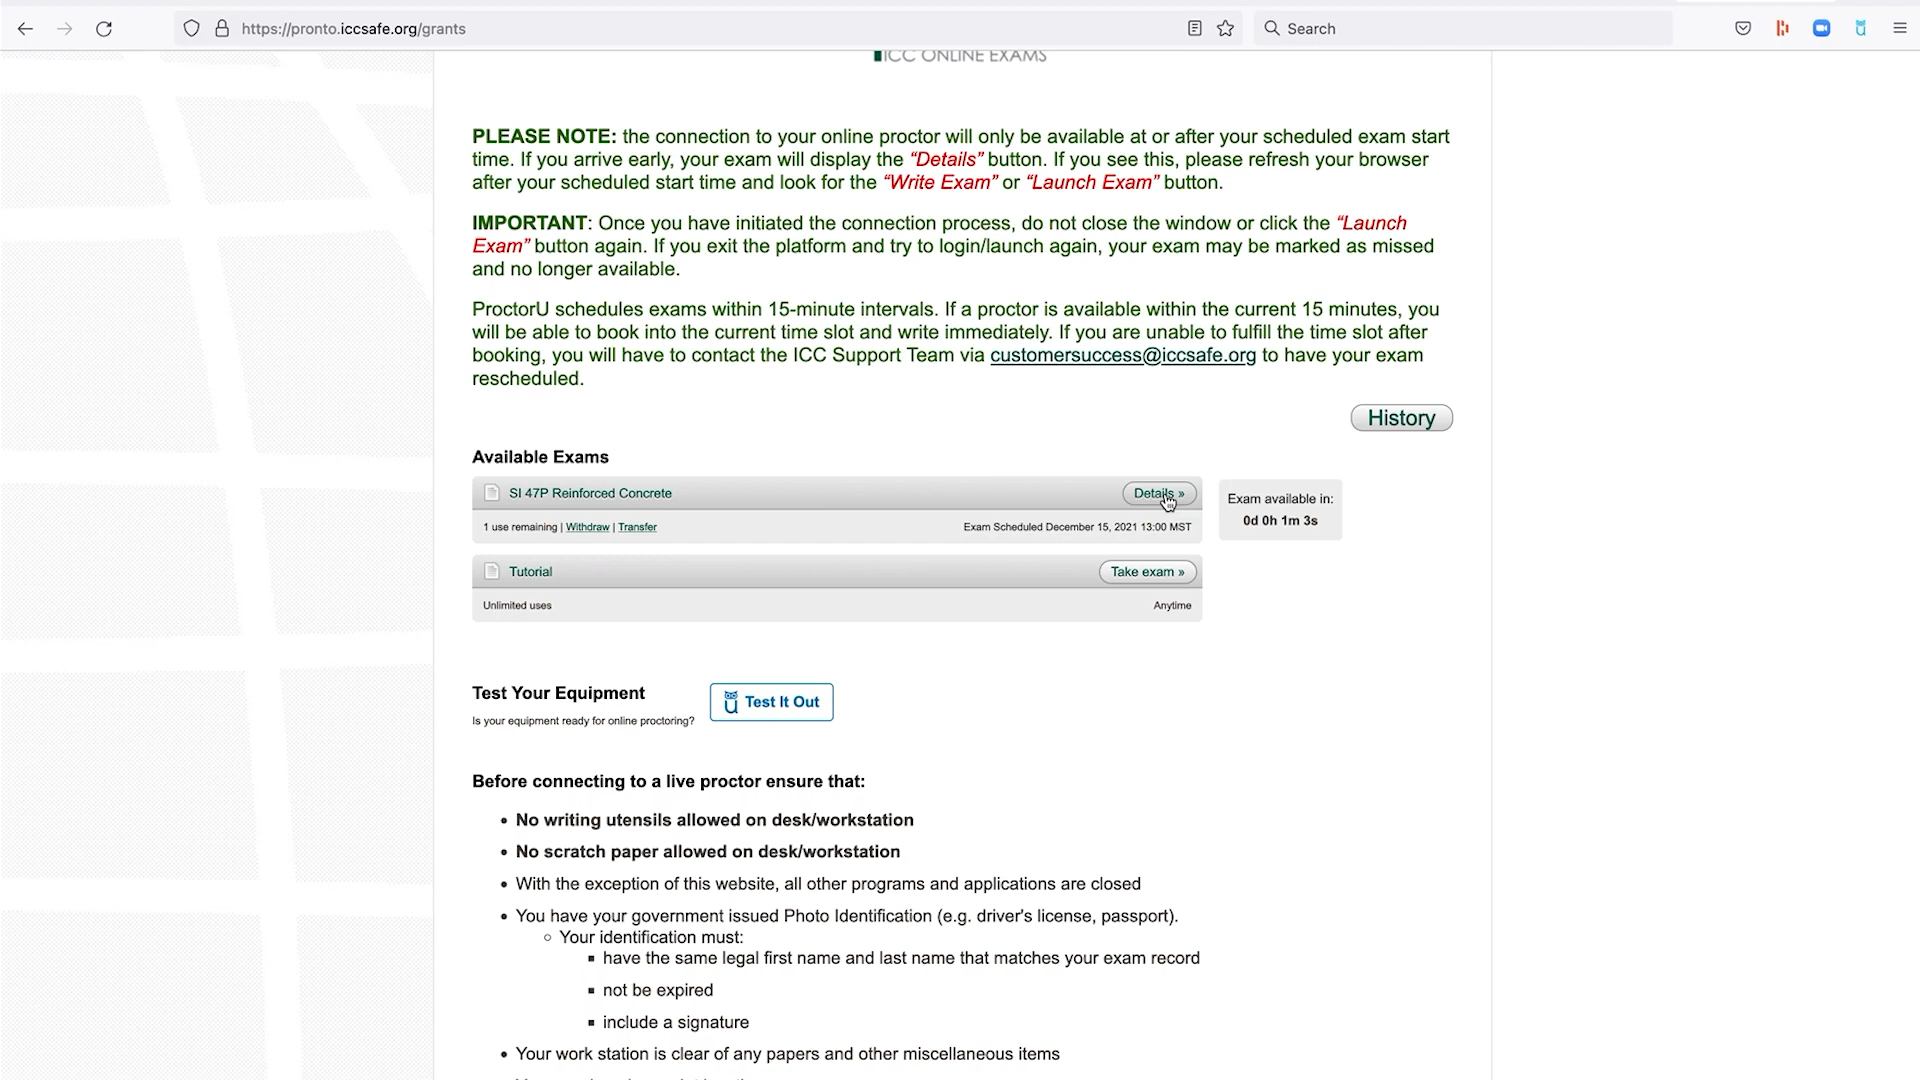 https://pronto.iccsafe.org/grants
Search
ICC ONLINE EXAMS
PLEASE NOTE: the connection to your online proctor will only be available at or after your scheduled exam start
time. If you arrive early, your exam will display the “Details” button. If you see this, please refresh your browser
after your scheduled start time and look for the “Write Exam” or “Launch Exam” button.
IMPORTANT: Once you have initiated the connection process, do not close the window or click the “Launch
Exam” button again. If you exit the platform and try to login/launch again, your exam may be marked as missed
and no longer available.
ProctorU schedules exams within 15-minute intervals. If a proctor is available within the current 15 minutes, you
will be able to book into the current time slot and write immediately. If you are unable to fulfill the time slot after
booking, you will have to contact the ICC Support Team via customersuccess@iccsafe.org to have your exam
rescheduled.
History
Available Exams
SI 47P Reinforced Concrete
Details »
1 use remaining | Withdraw | Transfer
Exam Scheduled December 15, 2021 13:00 MST
Exam available in:
0d 0h 1m 3s
Tutorial
Take exam »
Unlimited uses
Anytime
Test Your Equipment
Is your equipment ready for online proctoring?
Test It Out
Before connecting to a live proctor ensure that:
• No writing utensils allowed on desk/workstation
• No scratch paper allowed on desk/workstation
• With the exception of this website, all other programs and applications are closed
• You have your government issued Photo Identification (e.g. driver's license, passport).
◦ Your identification must:
▪ have the same legal first name and last name that matches your exam record
▪ not be expired
▪ include a signature
• Your work station is clear of any papers and other miscellaneous items